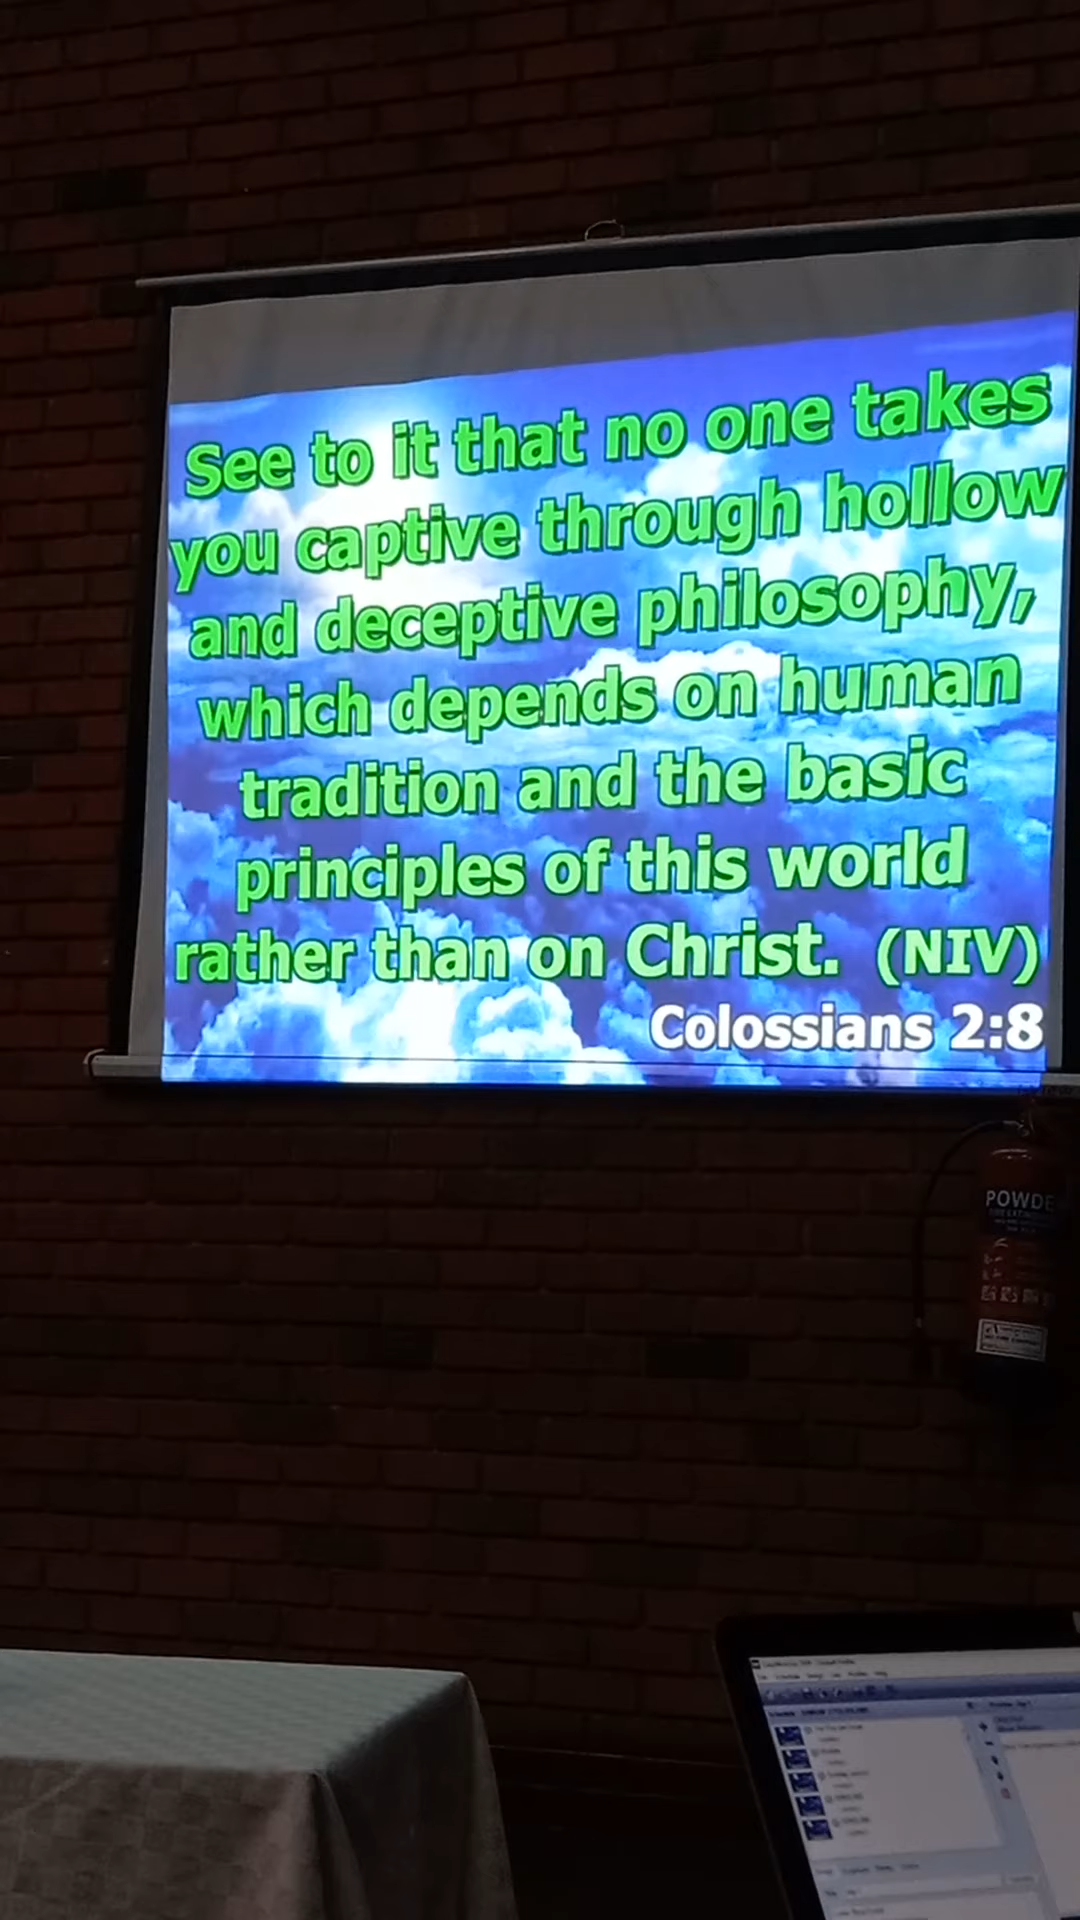 See to it that no one takes
you captive through hollow
and deceptive philosophy,
which depends on human
tradition and the basic
principles of this world
rather than on Christ. (NIV)
Colossians 2:8
POWDE